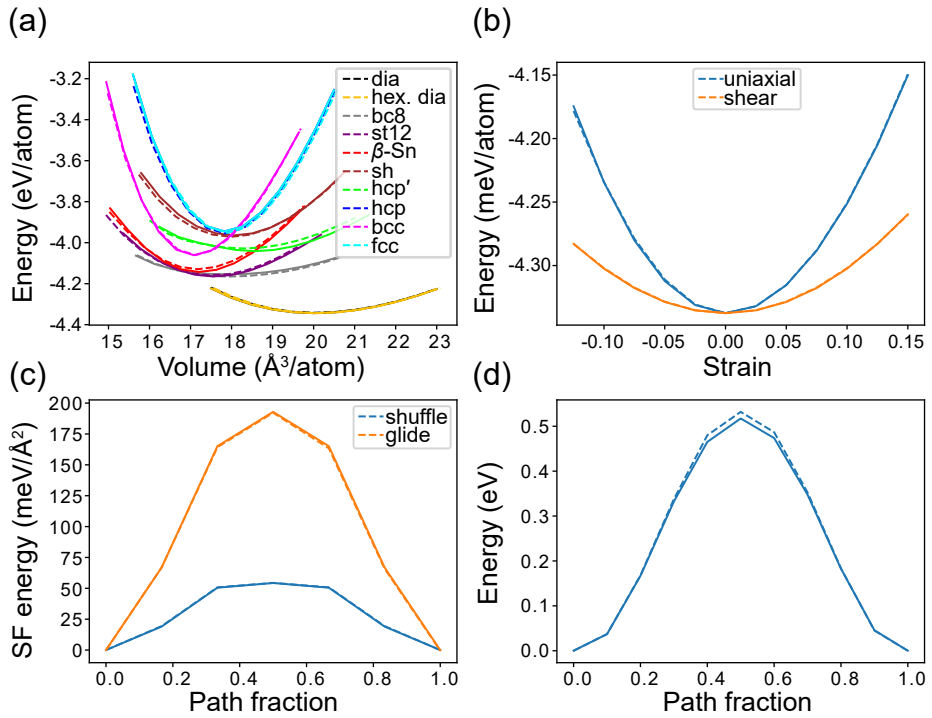 (a)
Energy (eV/atom)
-3.2
-3.4
-3.6
-3.8
-4.0
-4.2
-4.4
dia
hex. dia
bc8
st12
β-Sn
sh
hcp′
hcp
bcc
fcc
15 16 17 18 19 20 21 22 23
Volume (Å³/atom)
(b)
Energy (meV/atom)
-4.15
-4.20
-4.25
-4.30
uniaxial
shear
-0.10 -0.05 0.00 0.05 0.10 0.15
Strain
(c)
SF energy (meV/Å²)
200
175
150
125
100
75
50
25
0
shuffle
glide
0.0 0.2 0.4 0.6 0.8 1.0
Path fraction
(d)
Energy (eV)
0.5
0.4
0.3
0.2
0.1
0.0
0.0 0.2 0.4 0.6 0.8 1.0
Path fraction